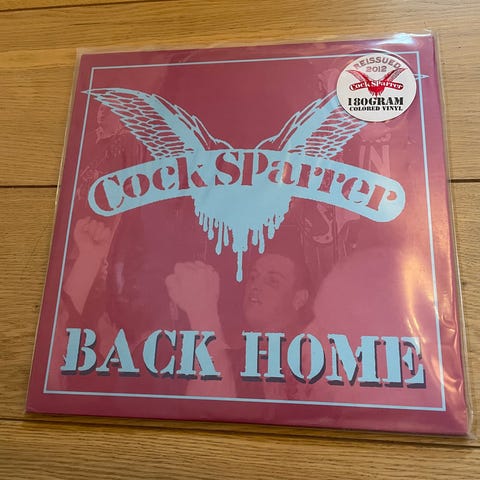 REISSUED
2012
Cock Sparrer
180GRAM
COLORED VINYL
Cock Sparrer
BACK HOME